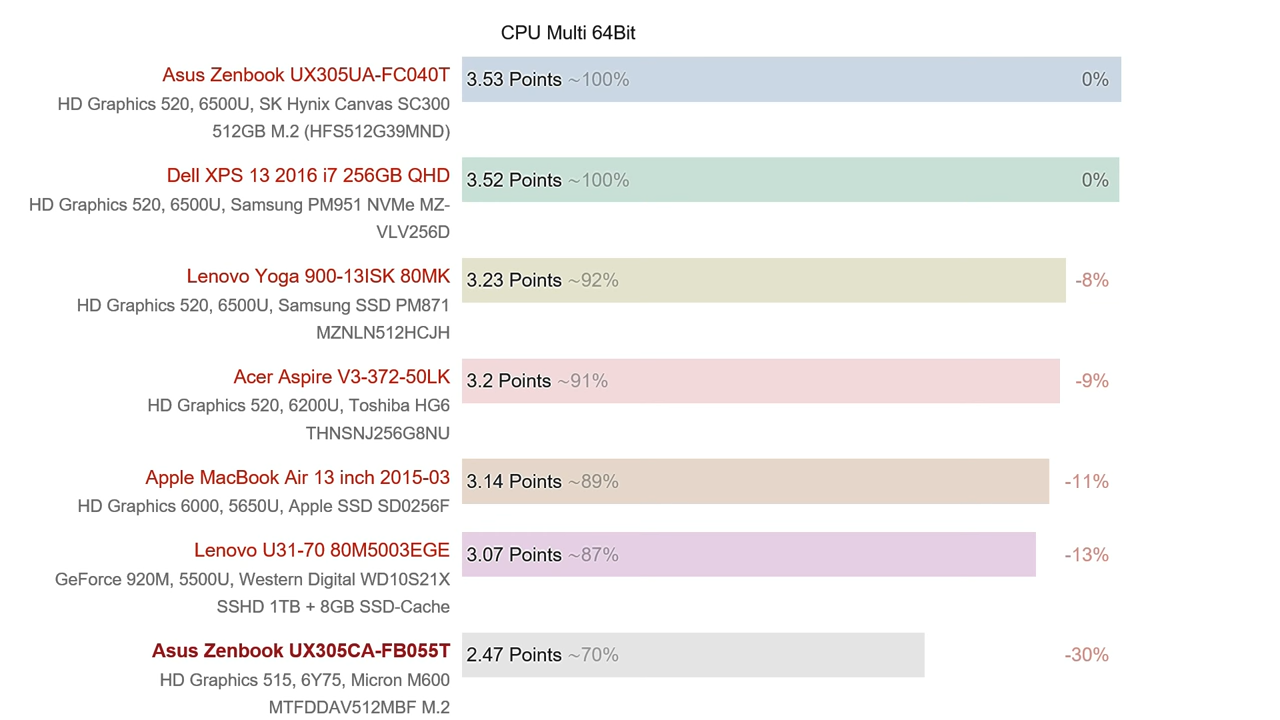 CPU Multi 64Bit
Asus Zenbook UX305UA-FC040T
HD Graphics 520, 6500U, SK Hynix Canvas SC300
512GB M.2 (HFS512G39MND)
3.53 Points ~100% 0%
Dell XPS 13 2016 i7 256GB QHD
HD Graphics 520, 6500U, Samsung PM951 NVMe MZ-
VLV256D
3.52 Points ~100% 0%
Lenovo Yoga 900-13ISK 80MK
HD Graphics 520, 6500U, Samsung SSD PM871
MZNLN512HCJH
3.23 Points ~92% -8%
Acer Aspire V3-372-50LK
HD Graphics 520, 6200U, Toshiba HG6
THNSNJ256G8NU
3.2 Points ~91% -9%
Apple MacBook Air 13 inch 2015-03
HD Graphics 6000, 5650U, Apple SSD SD0256F
3.14 Points ~89% -11%
Lenovo U31-70 80M5003EGE
GeForce 920M, 5500U, Western Digital WD10S21X
SSHD 1TB + 8GB SSD-Cache
3.07 Points ~87% -13%
Asus Zenbook UX305CA-FB055T
HD Graphics 515, 6Y75, Micron M600
MTFDDAV512MBF M.2
2.47 Points ~70% -30%